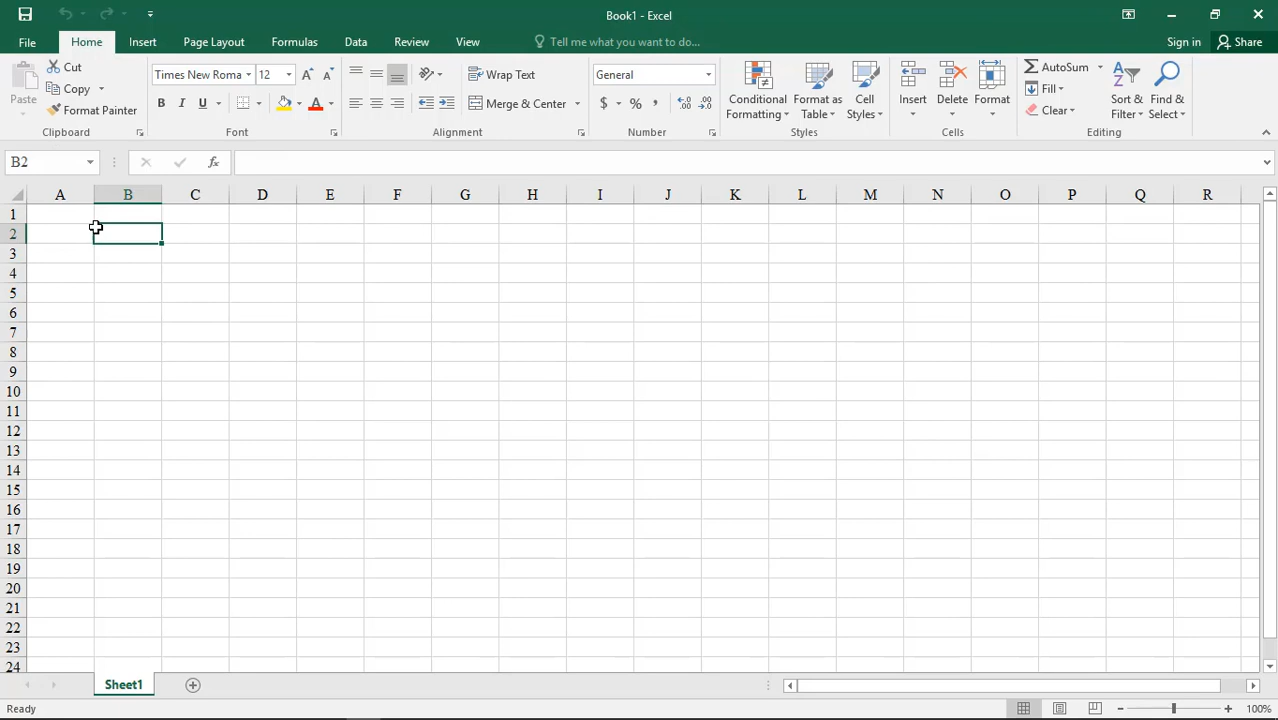 Book1 - Excel
File Home Insert Page Layout Formulas Data Review View Tell me what you want to do... Sign in Share
Paste
Cut
Copy
Format Painter
Clipboard
Times New Roma 12
B I U A
Font
Wrap Text
Merge & Center
Alignment
General
$ % ,
Number
Conditional Formatting
Format as Table
Cell Styles
Styles
Insert
Delete
Format
Cells
AutoSum
Fill
Clear
Sort & Filter
Find & Select
Editing
B2 fx
A B C D E F G H I J K L M N O P Q R
1
2
3
4
5
6
7
8
9
10
11
12
13
14
15
16
17
18
19
20
21
22
23
24
Sheet1
Ready 100%